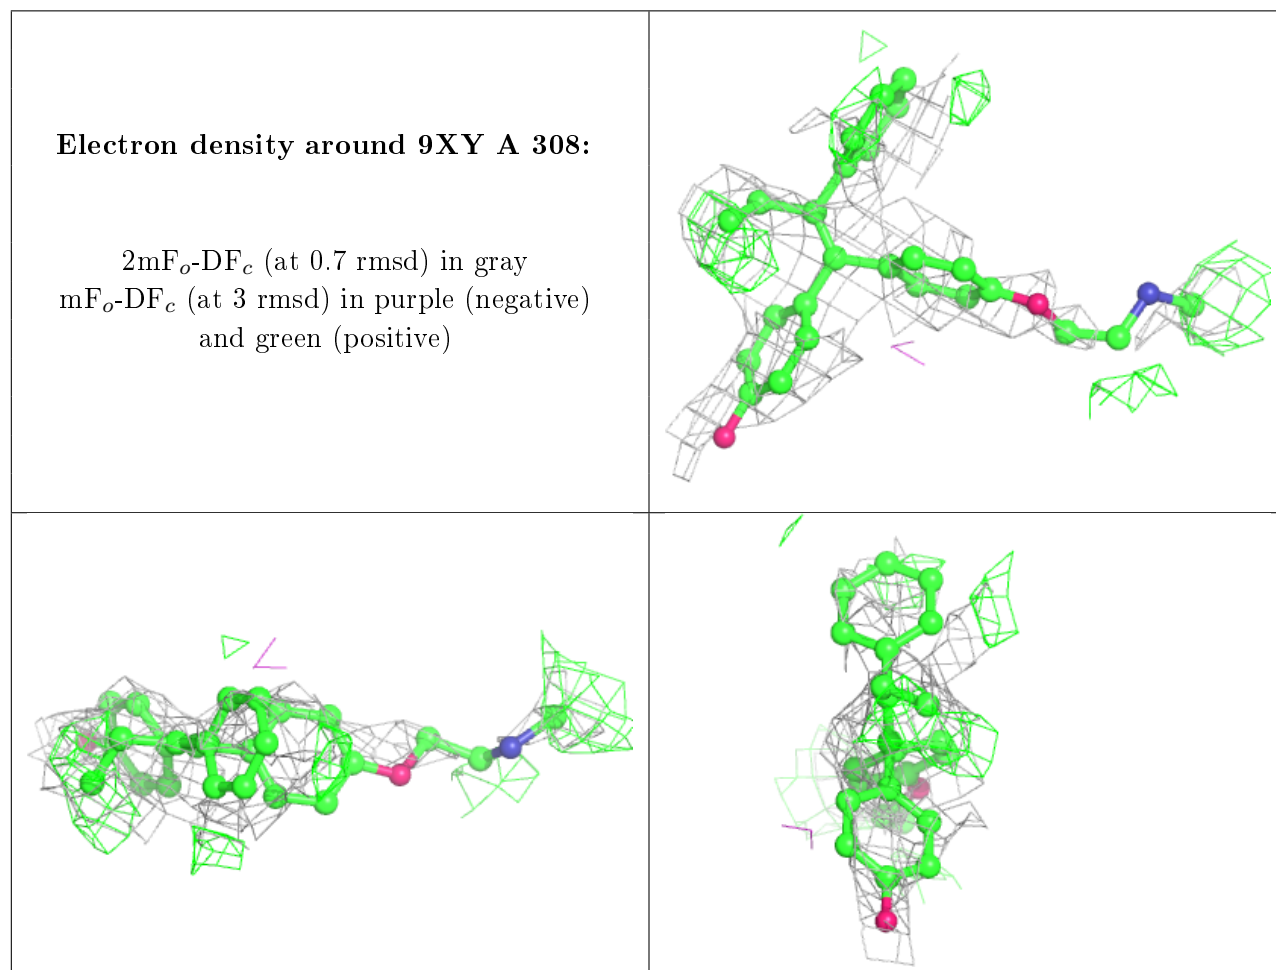 Electron density around 9XY A 308:
2mFo-DFc (at 0.7 rmsd) in gray
mFo-DFc (at 3 rmsd) in purple (negative)
and green (positive)